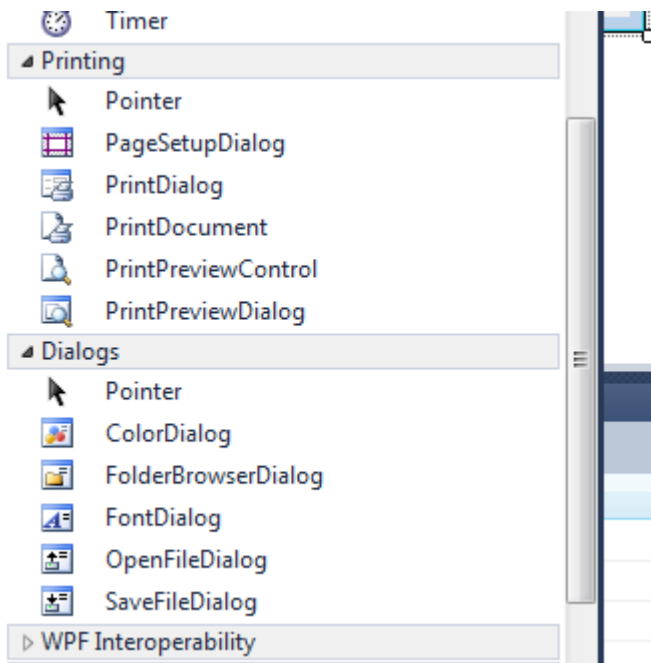 Timer
Printing
Pointer
PageSetupDialog
PrintDialog
PrintDocument
PrintPreviewControl
PrintPreviewDialog
Dialogs
Pointer
ColorDialog
FolderBrowserDialog
FontDialog
OpenFileDialog
SaveFileDialog
WPF Interoperability